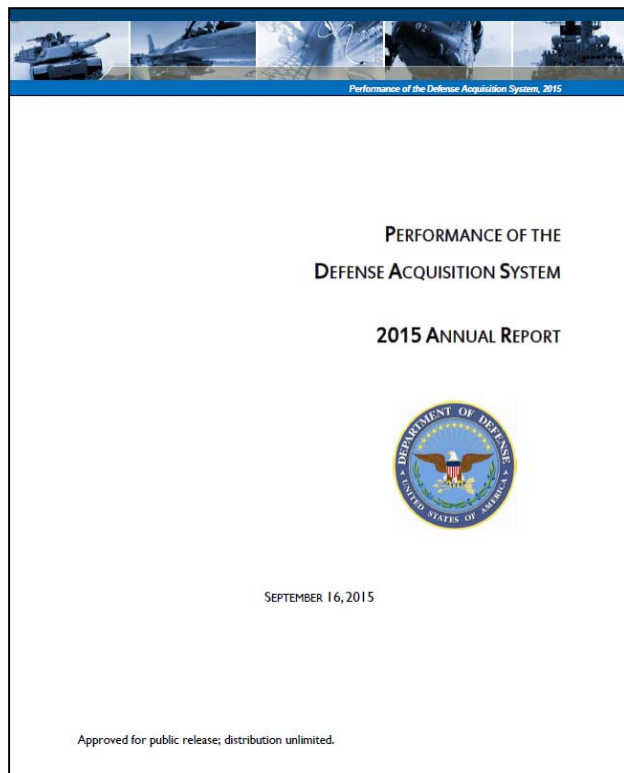 Performance of the Defense Acquisition System, 2015
PERFORMANCE OF THE
DEFENSE ACQUISITION SYSTEM
2015 ANNUAL REPORT
DEPARTMENT OF DEFENSE
UNITED STATES OF AMERICA
SEPTEMBER 16, 2015
Approved for public release; distribution unlimited.